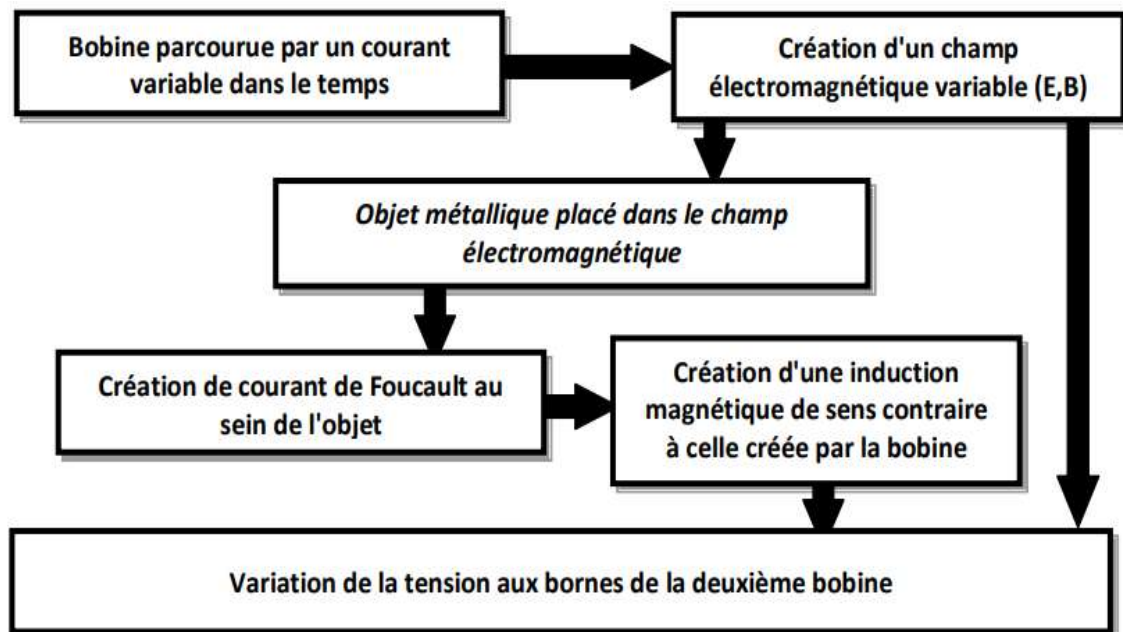 Bobine parcourue par un courant
variable dans le temps
Création d'un champ
électromagnétique variable (E,B)
Objet métallique placé dans le champ
électromagnétique
Création de courant de Foucault au
sein de l'objet
Création d'une induction
magnétique de sens contraire
à celle créée par la bobine
Variation de la tension aux bornes de la deuxième bobine